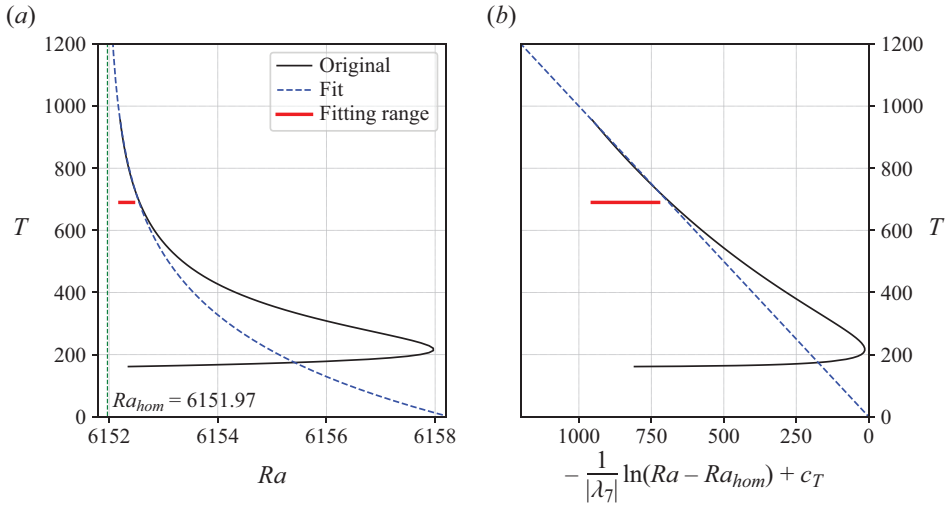 (a)
(b)
1200
1000
800
600
400
200
0
T
Original
Fit
Fitting range
Ra_hom = 6151.97
6152
6154
6156
6158
Ra
1200
1000
800
600
400
200
0
T
1000
750
500
250
0
− 1/|λ₇| ln(Ra − Ra_hom) + c_T